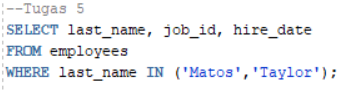 --Tugas 5
SELECT last_name, job_id, hire_date
FROM employees
WHERE last_name IN ('Matos','Taylor');